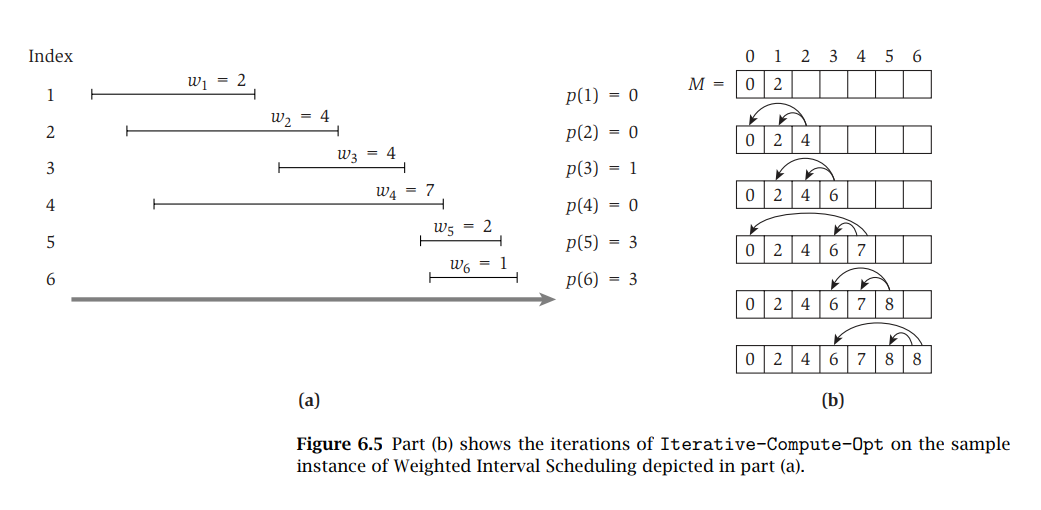 Index
1
w₁ = 2
p(1) = 0
2
w₂ = 4
p(2) = 0
3
w₃ = 4
p(3) = 1
4
w₄ = 7
p(4) = 0
5
w₅ = 2
p(5) = 3
6
w₆ = 1
p(6) = 3
(a)
0 1 2 3 4 5 6
M = 0 2
0 2 4
0 2 4 6
0 2 4 6 7
0 2 4 6 7 8
0 2 4 6 7 8 8
(b)
Figure 6.5 Part (b) shows the iterations of Iterative-Compute-Opt on the sample
instance of Weighted Interval Scheduling depicted in part (a).